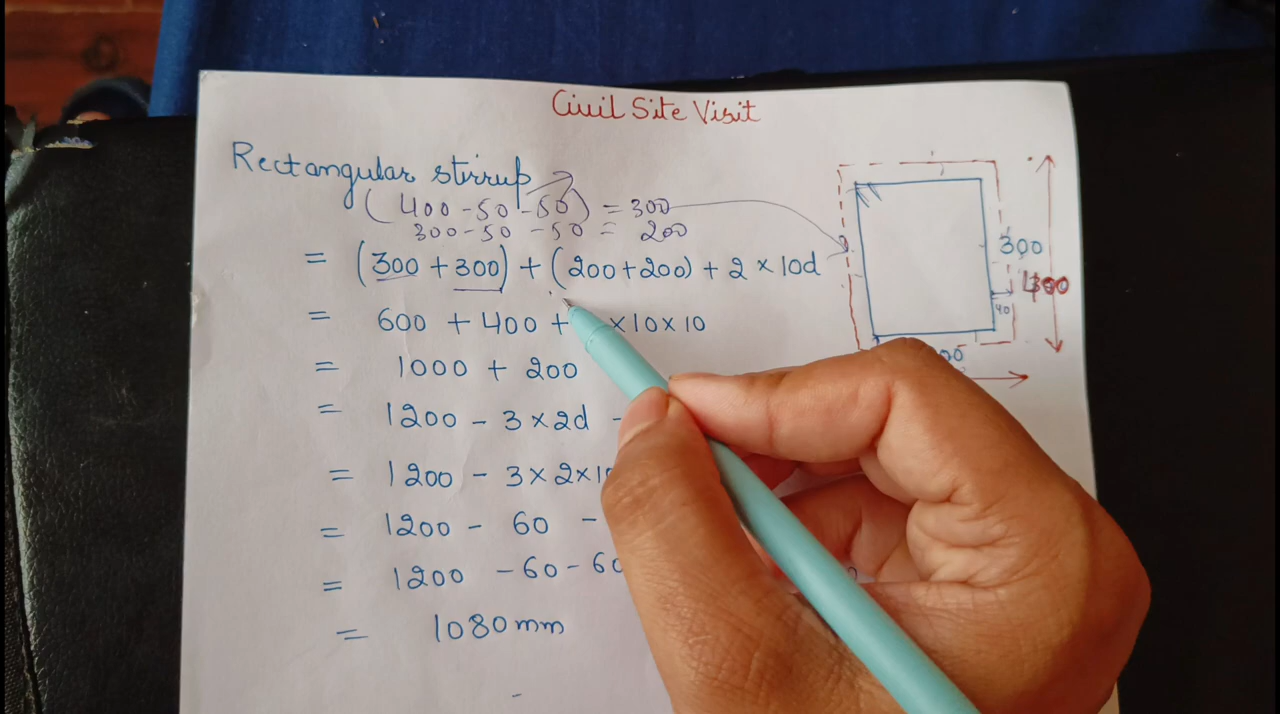 Civil Site Visit
Rectangular stirrup
(400 - 50 - 50) = 300
300 - 50 - 50 = 200
= (300 + 300) + (200+200) + 2 × 10d
= 600 + 400 + ×10×10
= 1000 + 200
= 1200 - 3×2d -
= 1200 - 3×2×10
= 1200 - 60 -
= 1200 - 60 - 60
= 1080mm
300
400
40